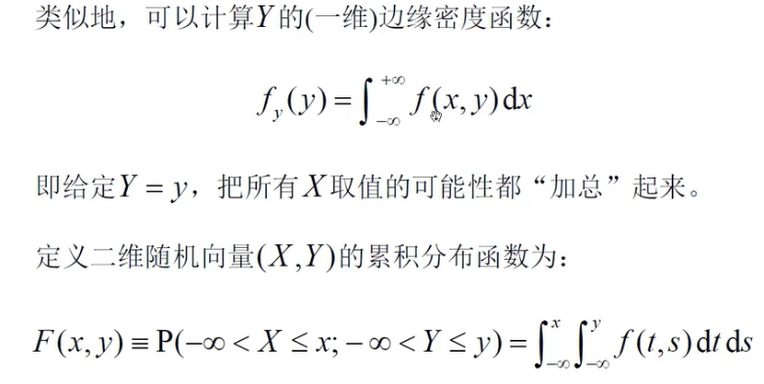 类似地，可以计算Y的(一维)边缘密度函数：
f_y(y) = ∫_{-∞}^{+∞} f(x, y) dx
即给定Y = y，把所有X取值的可能性都“加总”起来。
定义二维随机向量(X,Y)的累积分布函数为：
F(x, y) ≡ P(-∞ < X ≤ x; -∞ < Y ≤ y) = ∫_{-∞}^{x} ∫_{-∞}^{y} f(t, s) dt ds